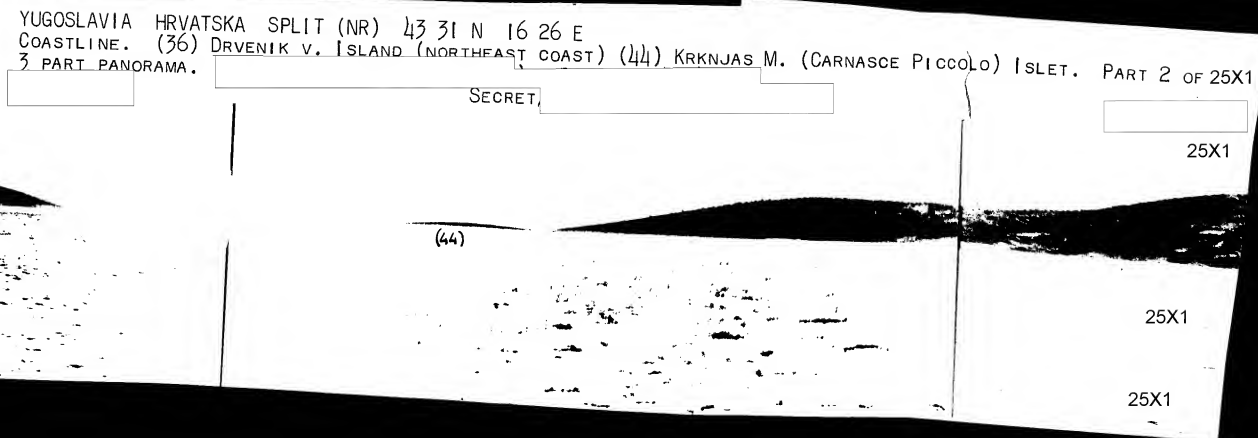 YUGOSLAVIA HRVATSKA SPLIT (NR) 43 31 N 16 26 E
COASTLINE. (36) DRVENIK V. ISLAND (NORTHEAST COAST) (44) KRKNJAS M. (CARNASCE PICCOLO) ISLET. PART 2 OF 25X1
3 PART PANORAMA.
SECRET
25X1
(44)
25X1
25X1